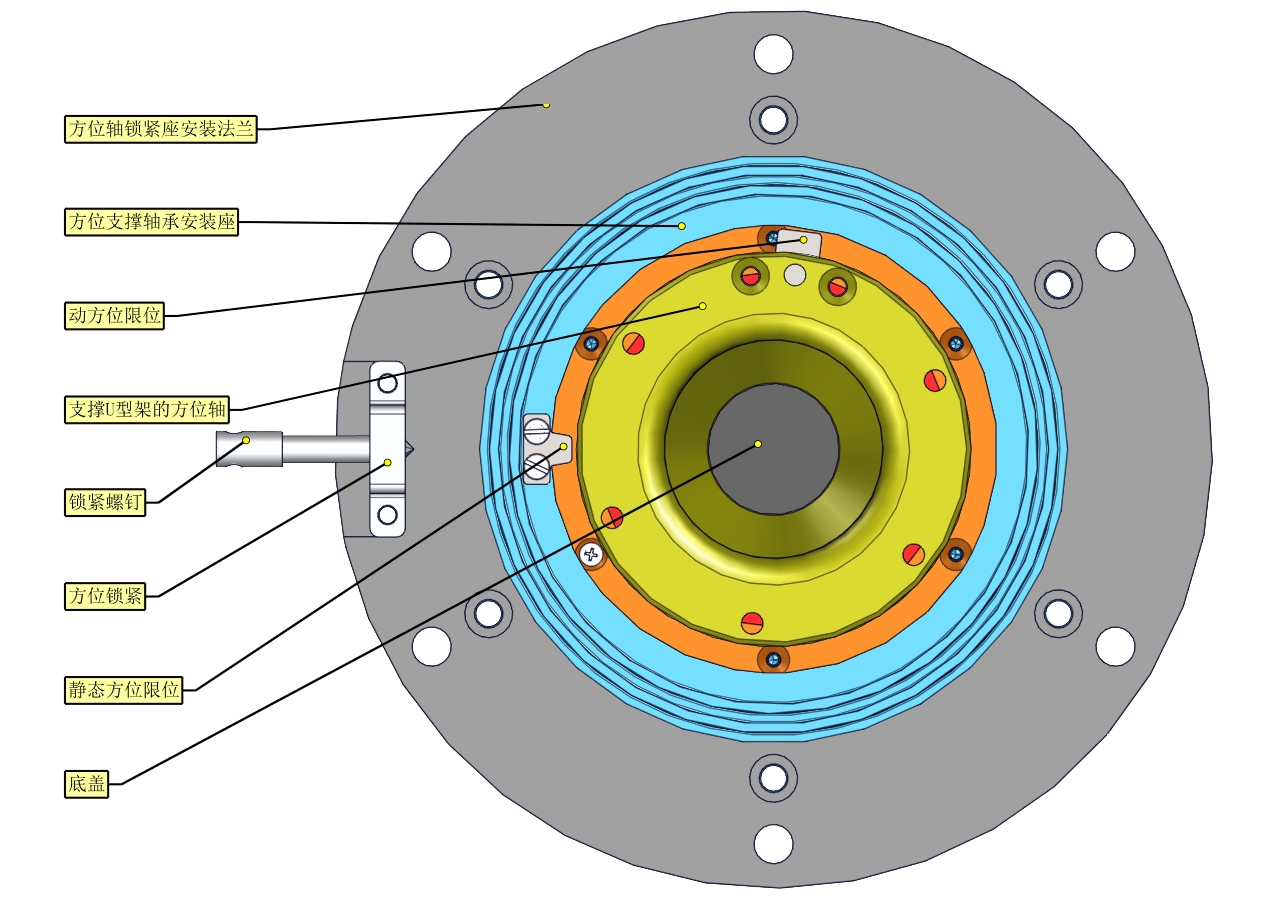 方位轴锁紧座安装法兰
方位支撑轴承安装座
动方位限位
支撑U型架的方位轴
锁紧螺钉
方位锁紧
静态方位限位
底盖